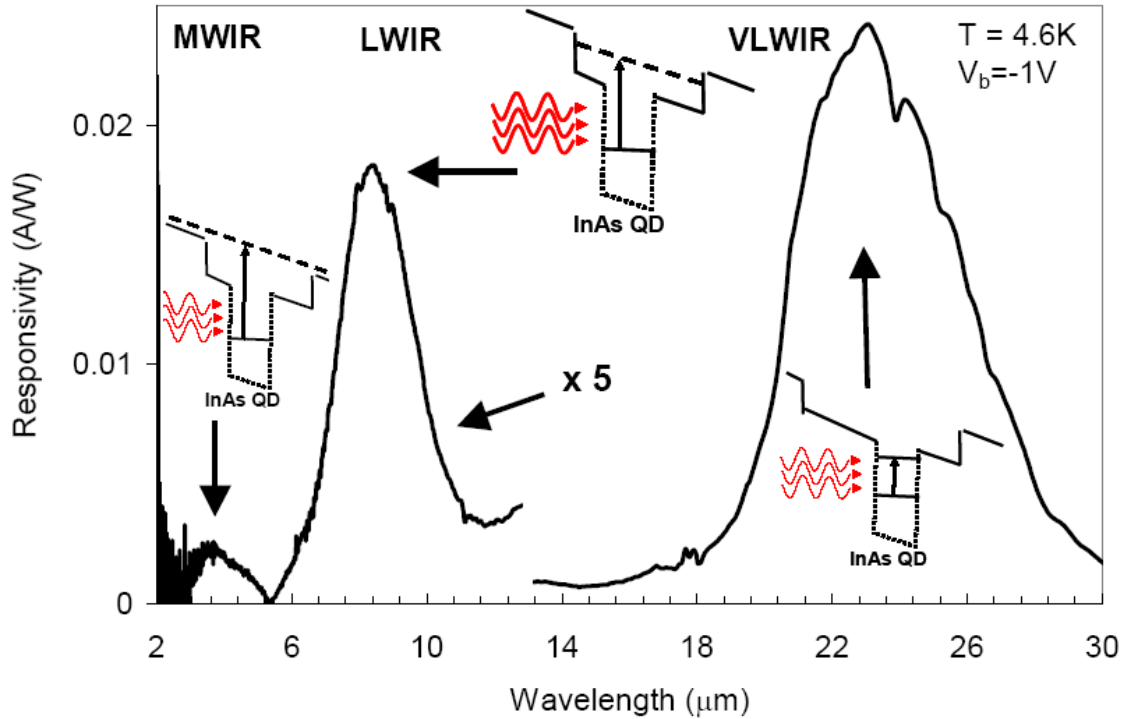 MWIR
LWIR
VLWIR
T = 4.6K
V_b=-1V
0.02
0.01
0
Responsivity (A/W)
InAs QD
InAs QD
x 5
InAs QD
2 6 10 14 18 22 26 30
Wavelength (μm)